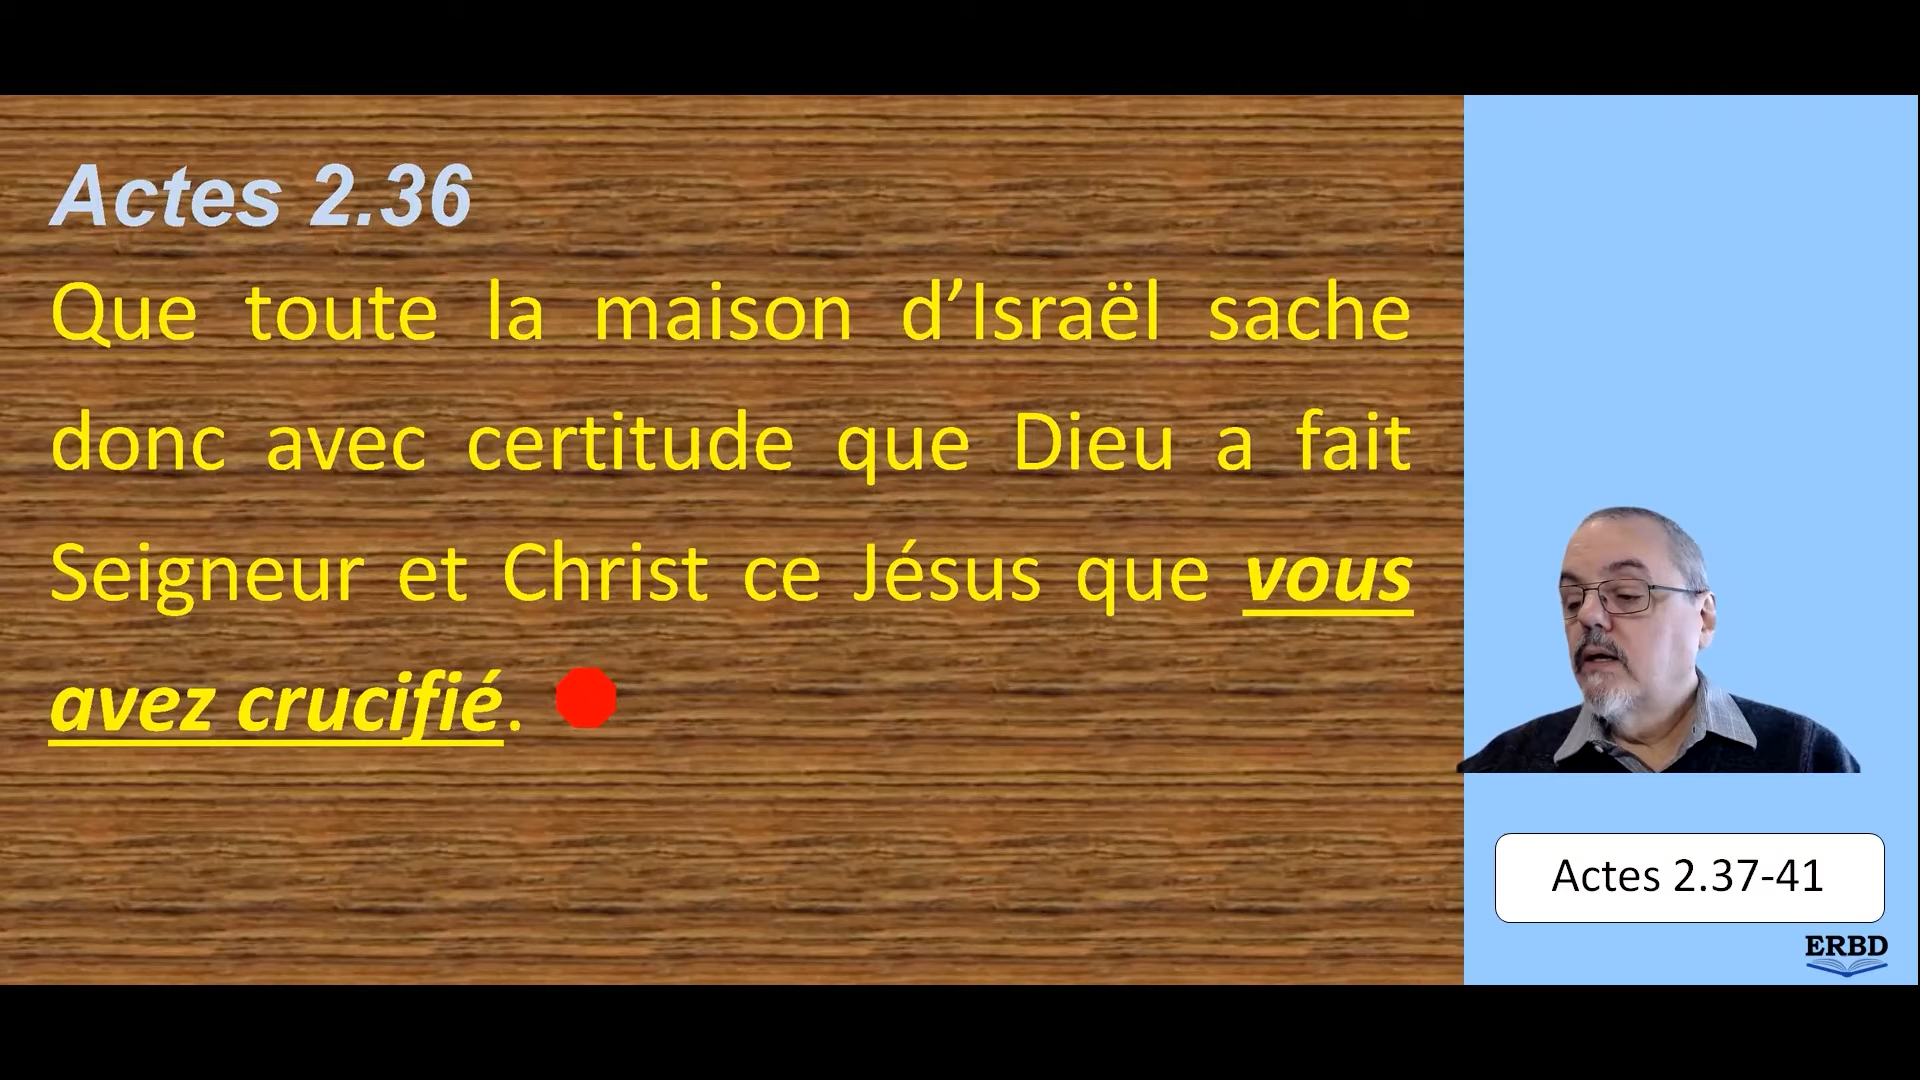 Actes 2.36
Que toute la maison d’Israël sache
donc avec certitude que Dieu a fait
Seigneur et Christ ce Jésus que vous
avez crucifié.
Actes 2.37-41
ERBD